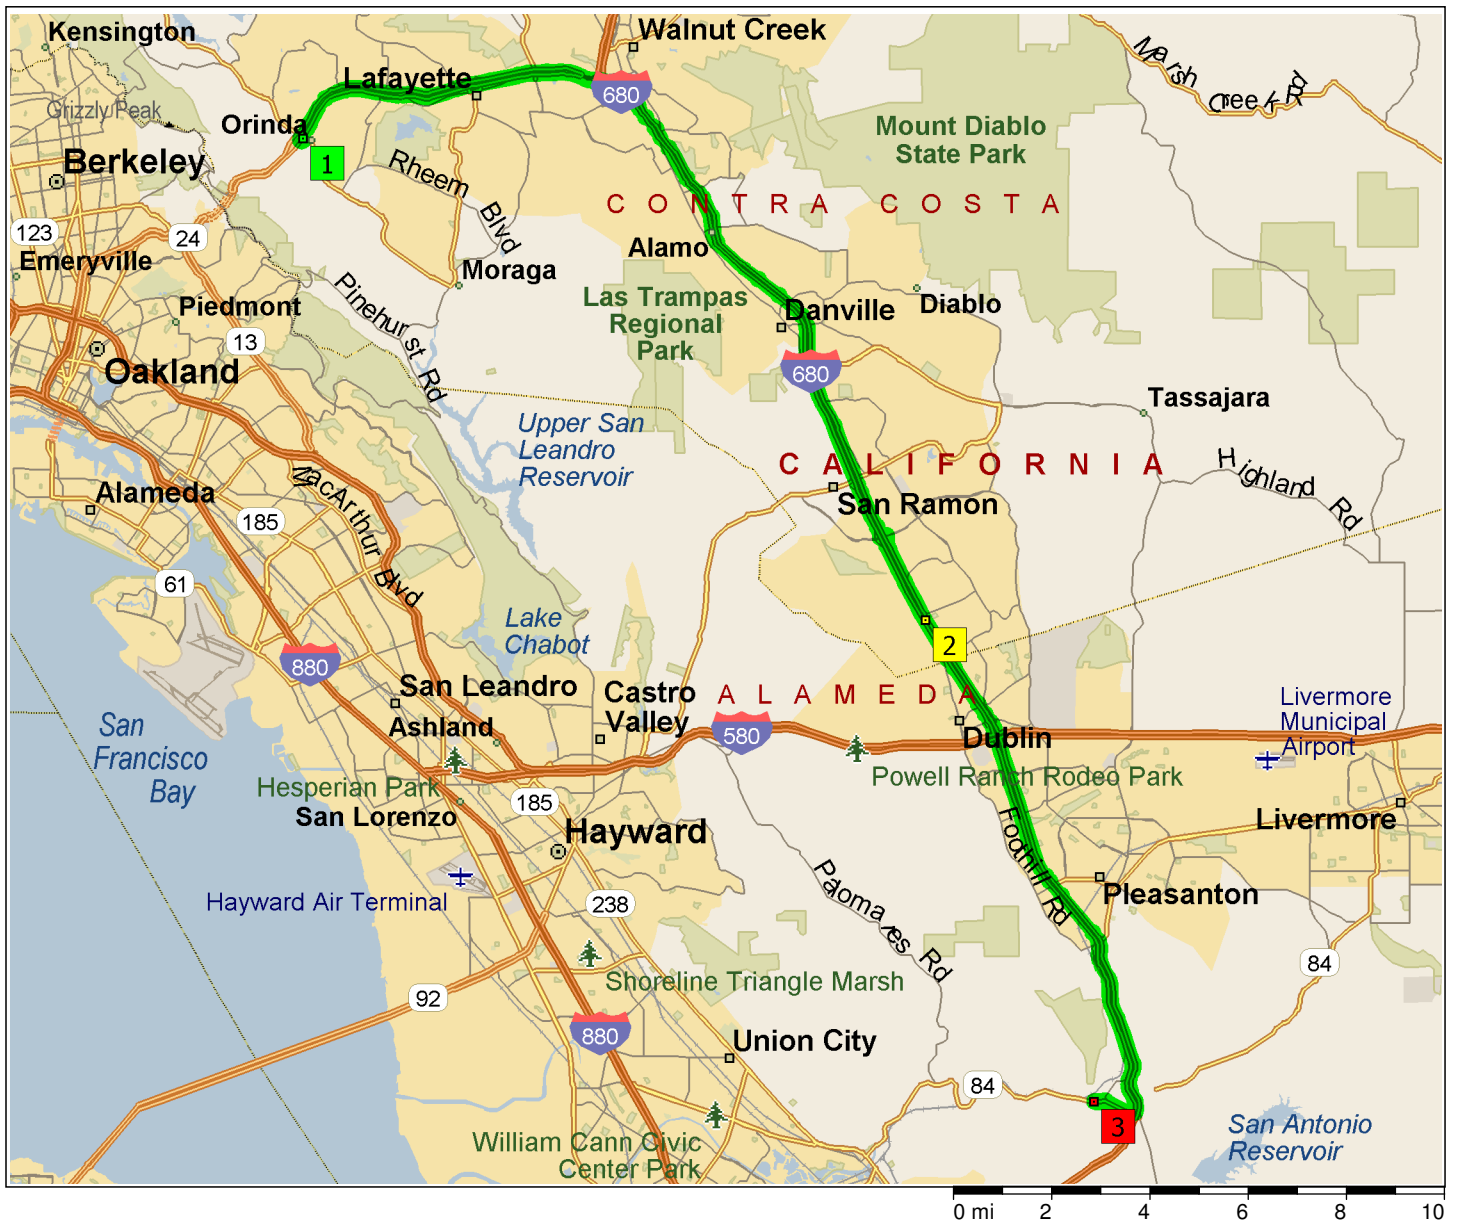 Kensington
Walnut Creek
Marsh Creek Rd
Lafayette
680
Grizzly Peak
Orinda
Mount Diablo
State Park
Berkeley
1
Rheem Blvd
CONTRA COSTA
123
24
Alamo
Emeryville
Moraga
Pinehurst Rd
Las Trampas
Regional
Park
Danville
Diablo
Piedmont
13
Oakland
680
Tassajara
Upper San
Leandro
Reservoir
CALIFORNIA
Highland Rd
MacArthur Blvd
Alameda
San Ramon
185
61
Lake
Chabot
2
880
San Leandro
Castro
Valley
ALAMEDA
Livermore
Municipal
Airport
San
Francisco
Bay
Ashland
580
Dublin
Hesperian Park
Powell Ranch Rodeo Park
185
San Lorenzo
Hayward
Foothill Rd
Livermore
Palomares Rd
Pleasanton
Hayward Air Terminal
238
84
Shoreline Triangle Marsh
92
880
Union City
84
3
San Antonio
Reservoir
William Cann Civic
Center Park
0 mi 2 4 6 8 10